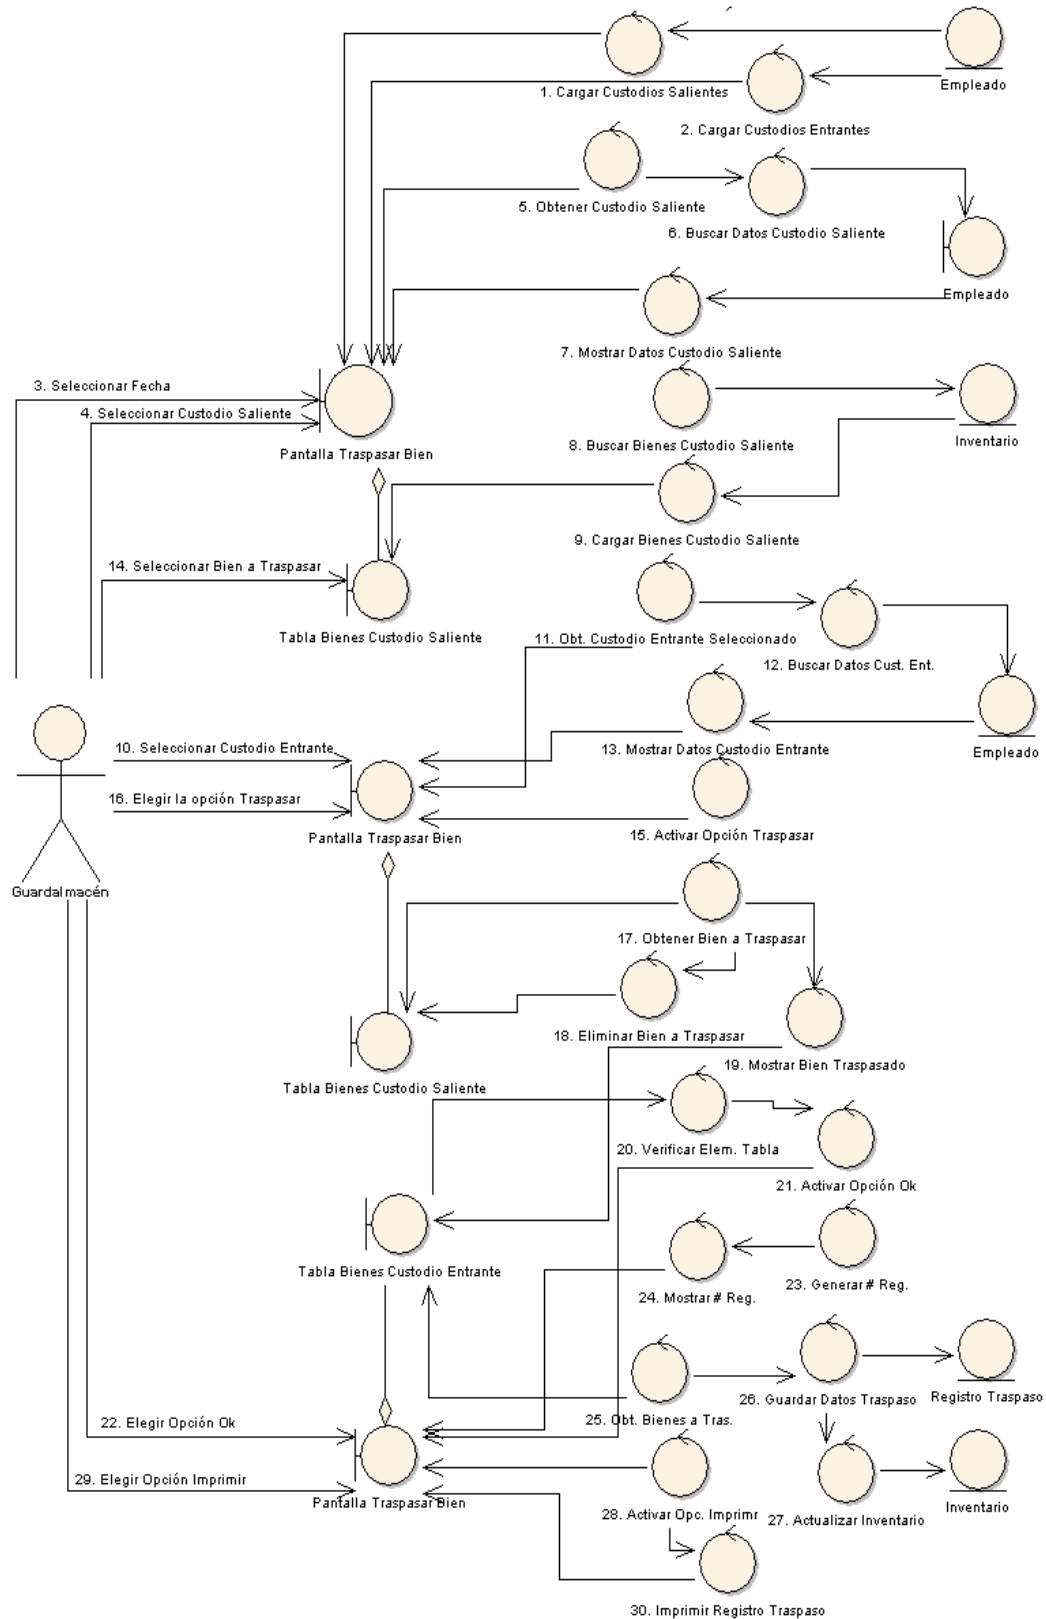 Empleado
1. Cargar Custodios Salientes
2. Cargar Custodios Entrantes
5. Obtener Custodio Saliente
6. Buscar Datos Custodio Saliente
Empleado
7. Mostrar Datos Custodio Saliente
3. Seleccionar Fecha
4. Seleccionar Custodio Saliente
Pantalla Traspasar Bien
8. Buscar Bienes Custodio Saliente
Inventario
9. Cargar Bienes Custodio Saliente
14. Seleccionar Bien a Traspasar
Tabla Bienes Custodio Saliente
11. Obt. Custodio Entrante Seleccionado
12. Buscar Datos Cust. Ent.
10. Seleccionar Custodio Entrante
13. Mostrar Datos Custodio Entrante
Empleado
16. Elegir la opción Traspasar
Pantalla Traspasar Bien
15. Activar Opción Traspasar
Guardalmacén
17. Obtener Bien a Traspasar
18. Eliminar Bien a Traspasar
19. Mostrar Bien Traspasado
Tabla Bienes Custodio Saliente
20. Verificar Elem. Tabla
21. Activar Opción Ok
Tabla Bienes Custodio Entrante
23. Generar # Reg.
24. Mostrar # Reg.
26. Guardar Datos Traspaso
Registro Traspaso
22. Elegir Opción Ok
25. Obt. Bienes a Tras.
29. Elegir Opción Imprimir
Pantalla Traspasar Bien
28. Activar Opc. Imprimr
27. Actualizar Inventario
Inventario
30. Imprimir Registro Traspaso